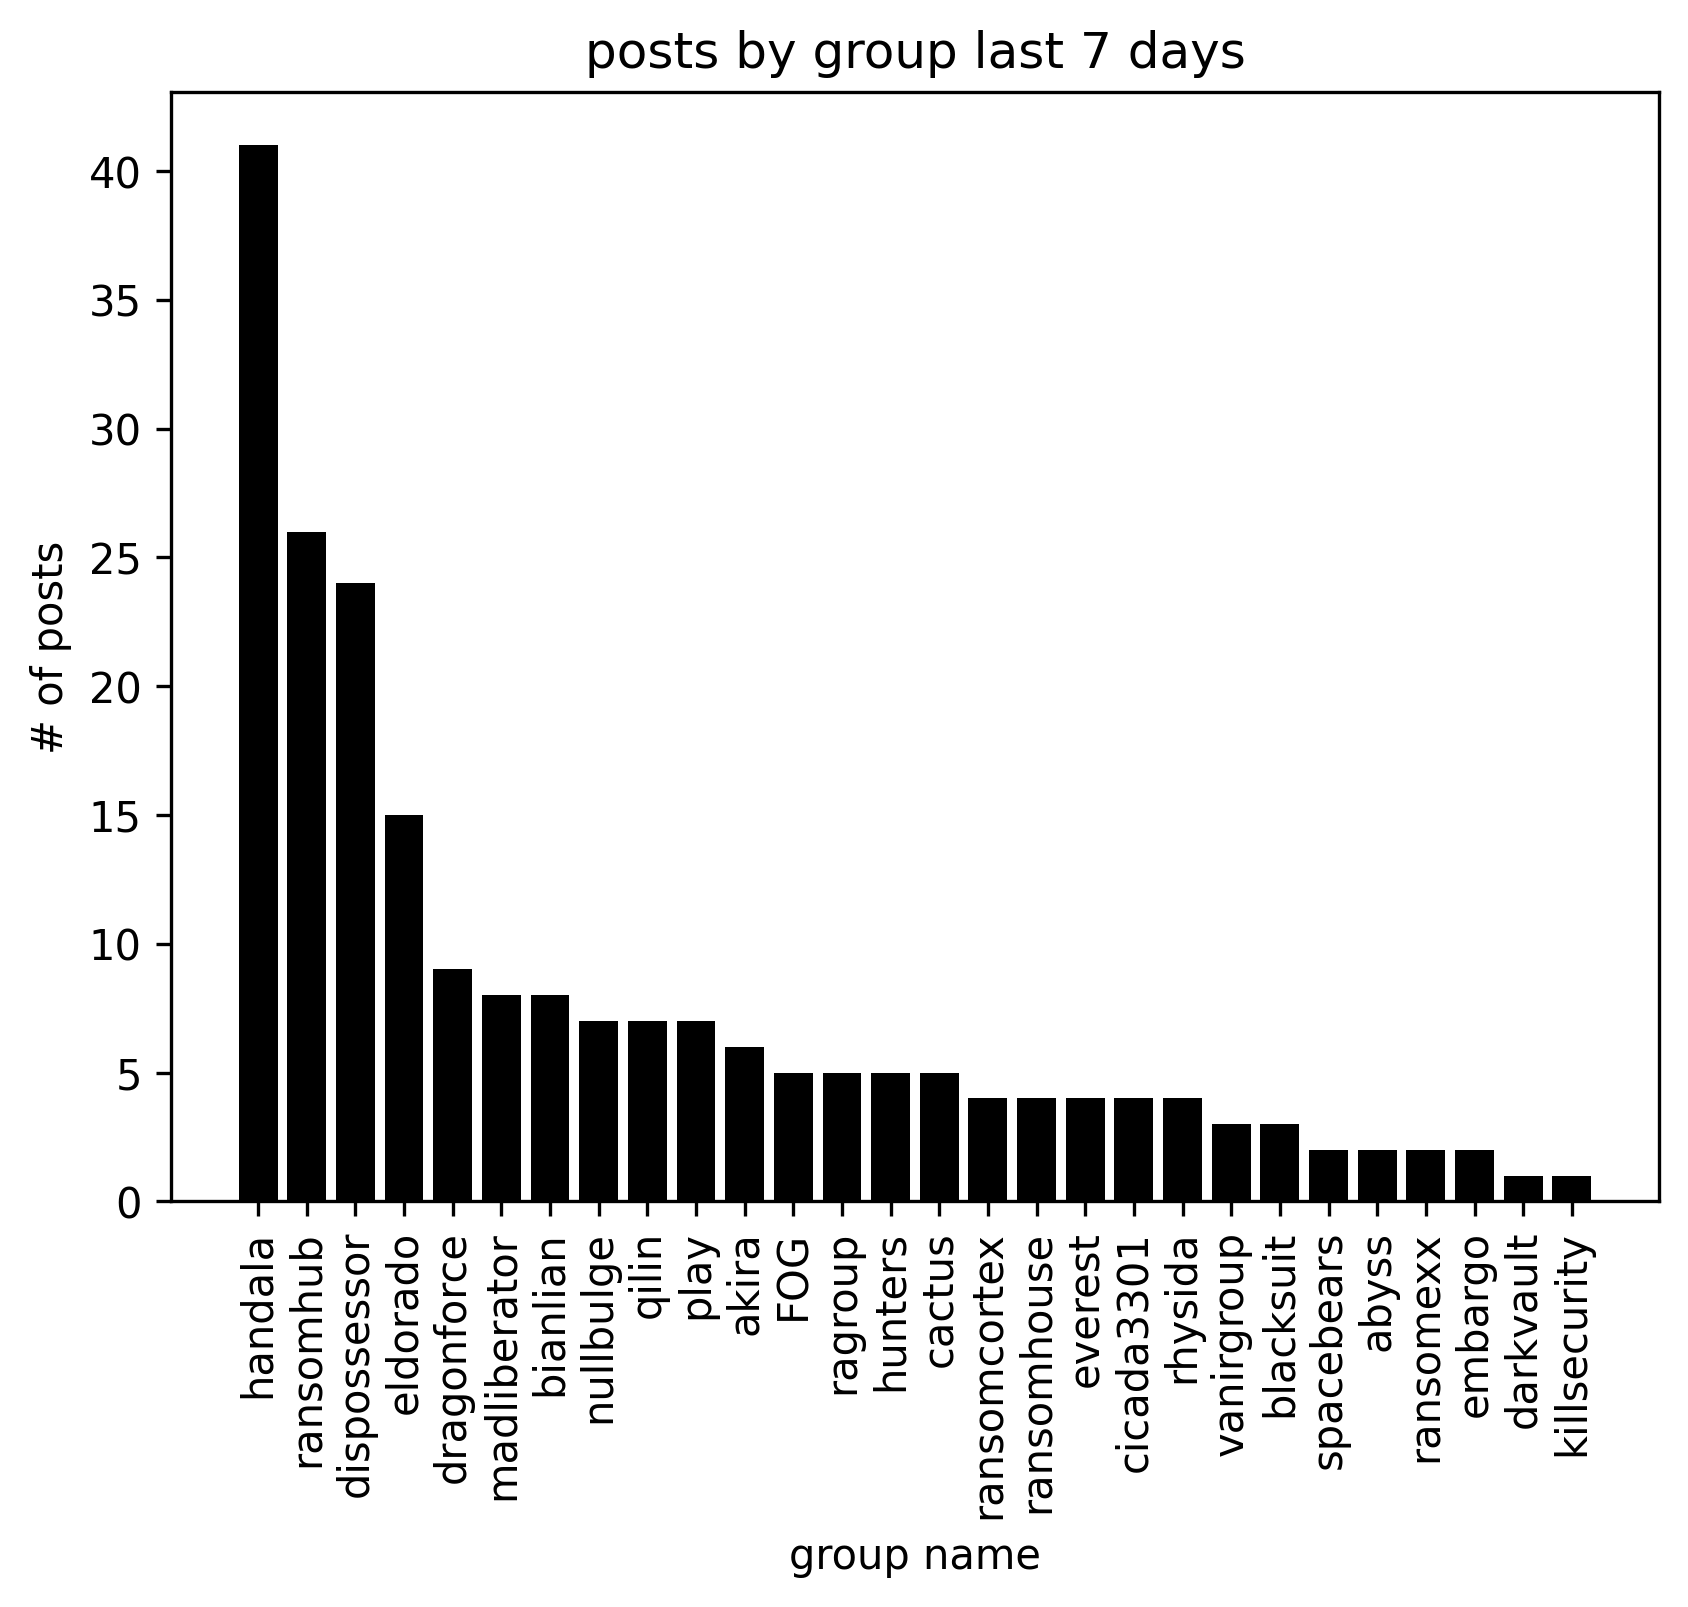 posts by group last 7 days
# of posts
40
35
30
25
20
15
10
5
0
handala
ransomhub
dispossessor
eldorado
dragonforce
madliberator
bianlian
nullbulge
qilin
play
akira
FOG
ragroup
hunters
cactus
ransomcortex
ransomhouse
everest
cicada3301
rhysida
vanirgroup
blacksuit
spacebears
abyss
ransomexx
embargo
darkvault
killsecurity
group name